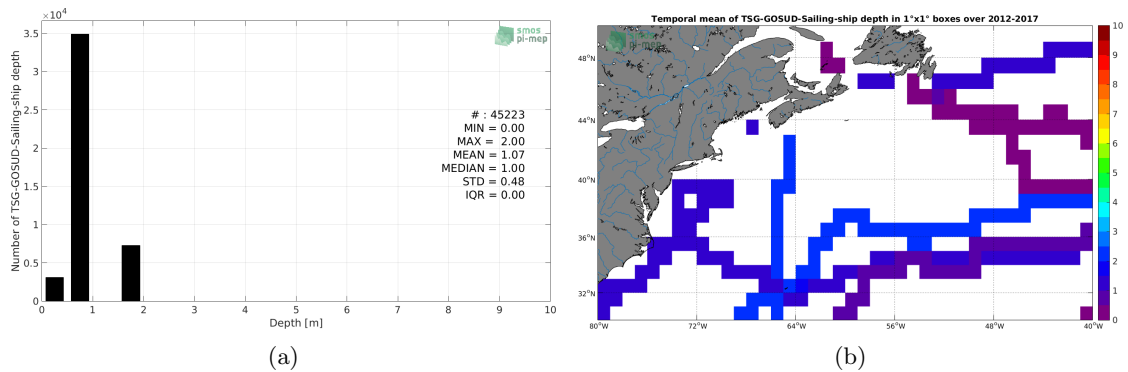 ×10⁴
smos
pi-mep
3.5
3
2.5
2
1.5
1
0.5
0
Number of TSG-GOSUD-Sailing-ship depth
# : 45223
MIN = 0.00
MAX = 2.00
MEAN = 1.07
MEDIAN = 1.00
STD = 0.48
IQR = 0.00
0 1 2 3 4 5 6 7 8 9 10
Depth [m]
(a)
Temporal mean of TSG-GOSUD-Sailing-ship depth in 1°x1° boxes over 2012-2017
smos
pi-mep
48°N
44°N
40°N
36°N
32°N
80°W 72°W 64°W 56°W 48°W 40°W
10
9
8
7
6
5
4
3
2
1
0
(b)